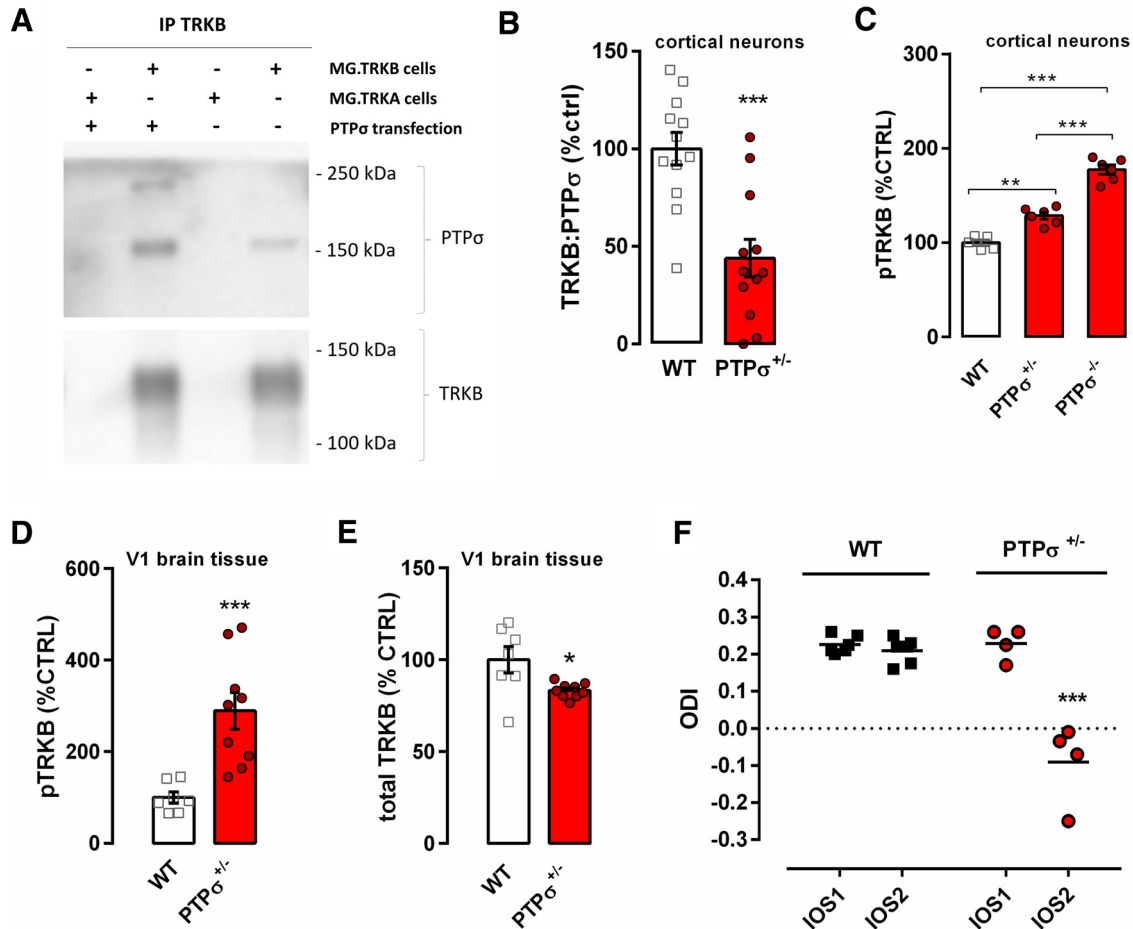 A
IP TRKB
- + - + MG.TRKB cells
+ - + - MG.TRKA cells
+ + - - PTPσ transfection
- 250 kDa
PTPσ
- 150 kDa
- 150 kDa
TRKB
- 100 kDa
B
cortical neurons
TRKB:PTPσ (%ctrl)
150
100
50
0
***
WT PTPσ+/-
C
cortical neurons
pTRKB (%CTRL)
300
200
100
0
***
***
**
WT
PTPσ+/-
PTPσ-/-
D
V1 brain tissue
pTRKB (%CTRL)
600
400
200
0
***
WT
PTPσ+/-
E
V1 brain tissue
total TRKB (% CTRL)
150
100
50
0
*
WT
PTPσ+/-
F
WT PTPσ +/-
ODI
0.4
0.3
0.2
0.1
0.0
-0.1
-0.2
-0.3
***
IOS1 IOS2 IOS1 IOS2